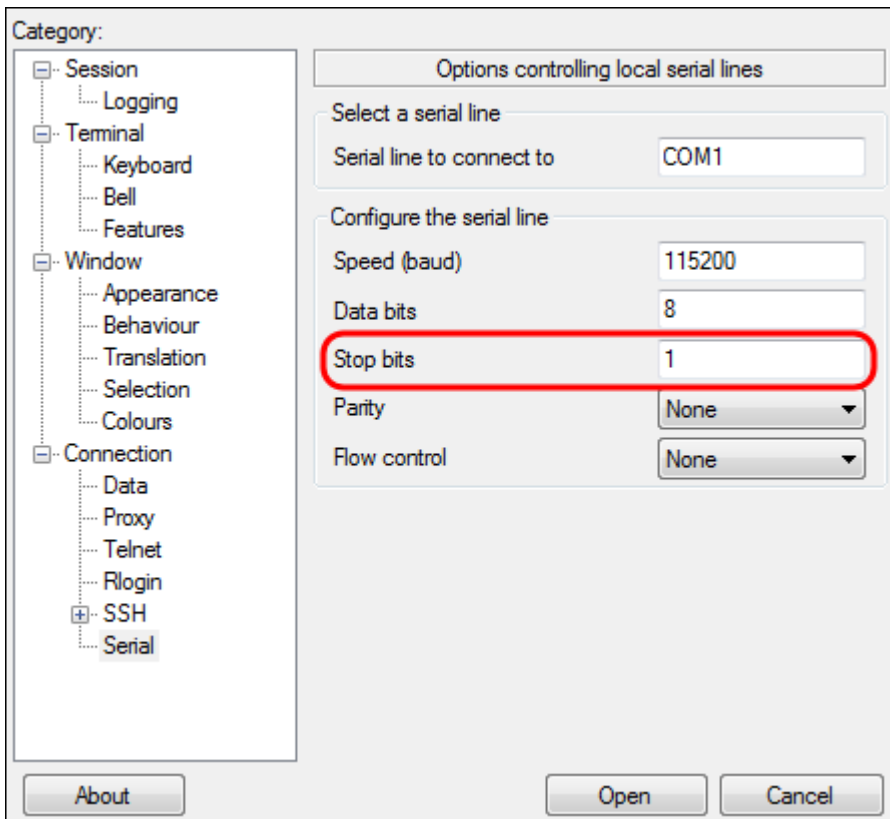 Category:
Session
Logging
Terminal
Keyboard
Bell
Features
Window
Appearance
Behaviour
Translation
Selection
Colours
Connection
Data
Proxy
Telnet
Rlogin
SSH
Serial
Options controlling local serial lines
Select a serial line
Serial line to connect to COM1
Configure the serial line
Speed (baud) 115200
Data bits 8
Stop bits 1
Parity None
Flow control None
About Open Cancel